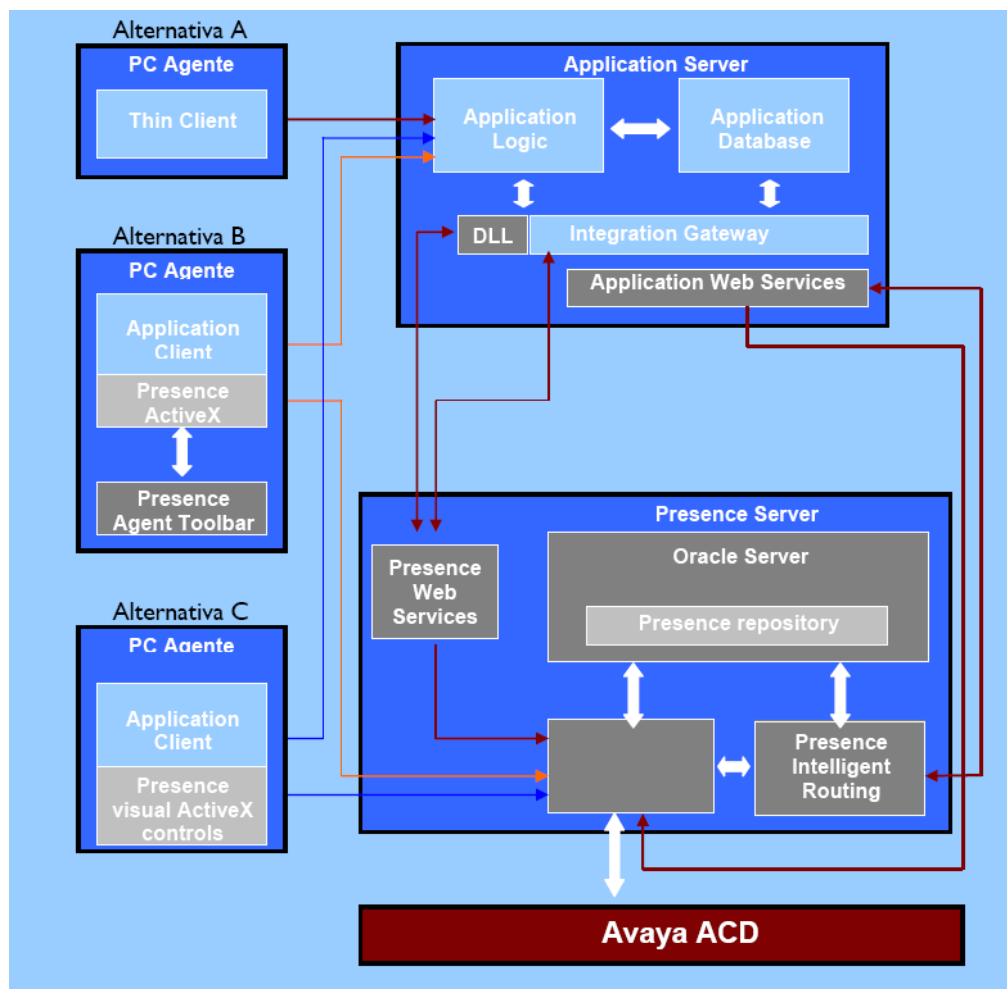 Alternativa A
PC Agente
Thin Client
Alternativa B
PC Agente
Application
Client
Presence
ActiveX
Presence
Agent Toolbar
Alternativa C
PC Agente
Application
Client
Presence
visual ActiveX
controls
Application Server
Application
Logic
Application
Database
DLL
Integration Gateway
Application Web Services
Presence Server
Presence
Web
Services
Oracle Server
Presence repository
Presence
Intelligent
Routing
Avaya ACD